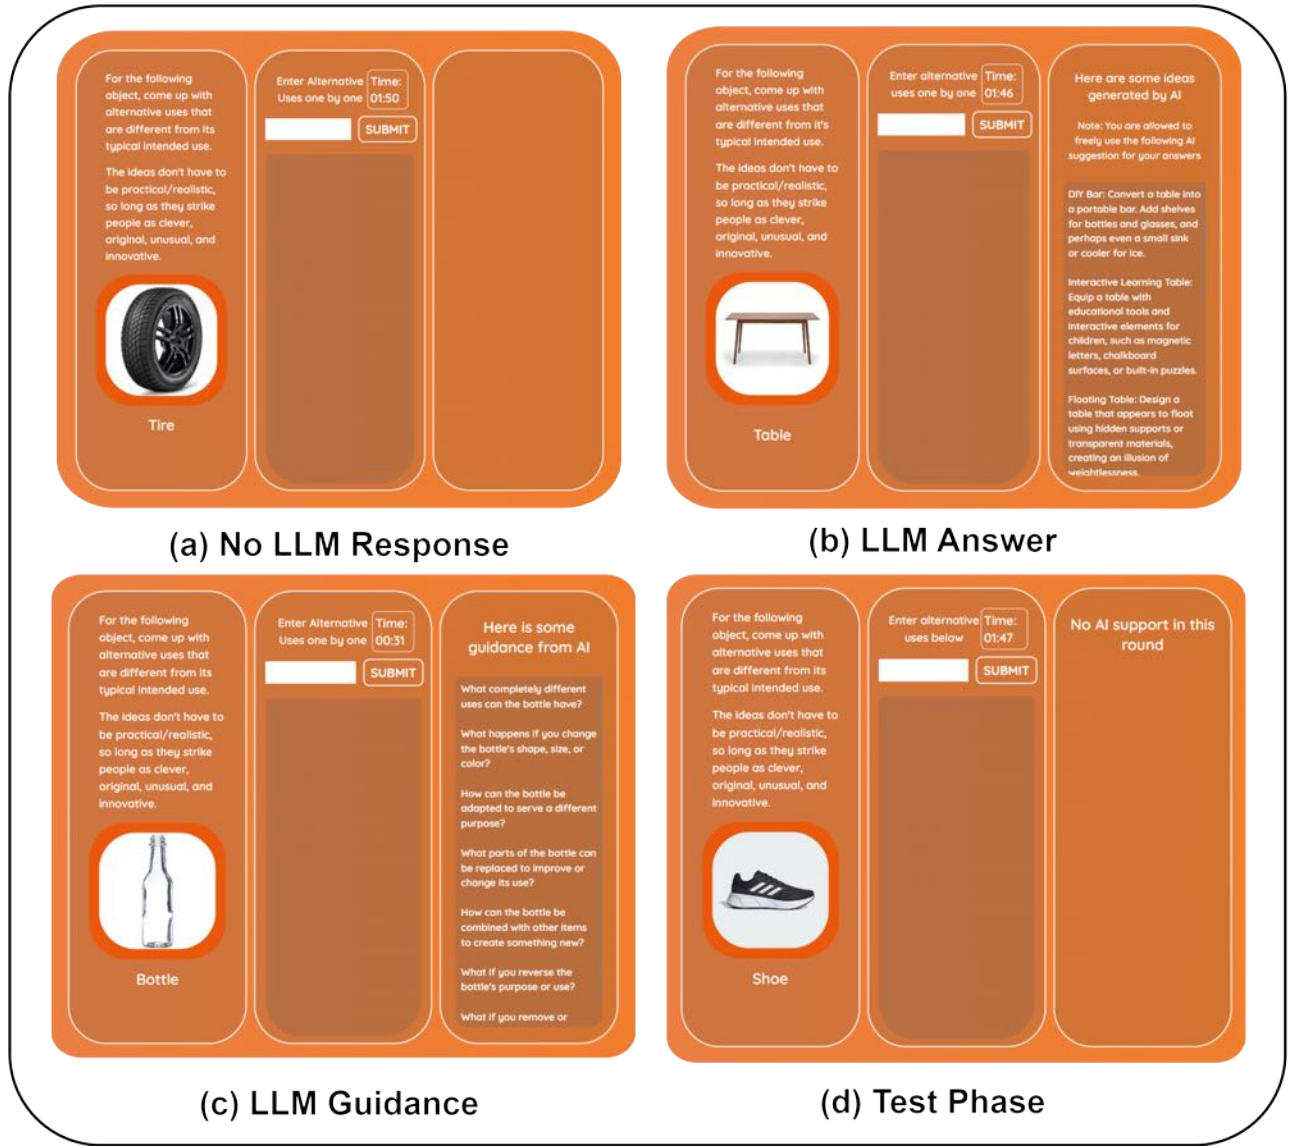 For the following
object, come up with
alternative uses that
are different from its
typical intended use.
The ideas don't have to
be practical/realistic,
so long as they strike
people as clever,
original, unusual, and
innovative.
Tire
Enter Alternative
Uses one by one
Time:
01:50
SUBMIT
(a) No LLM Response
For the following
object, come up with
alternative uses that
are different from it's
typical intended use.
The ideas don't have to
be practical/realistic,
so long as they strike
people as clever,
original, unusual, and
innovative.
Table
Enter alternative
uses one by one
Time:
01:46
SUBMIT
Here are some ideas
generated by AI
Note: You are allowed to
freely use the following AI
suggestion for your answers
DIY Bar: Convert a table into
a portable bar. Add shelves
for bottles and glasses, and
perhaps even a small sink
or cooler for ice.
Interactive Learning Table:
Equip a table with
educational tools and
interactive elements for
children, such as magnetic
letters, chalkboard
surfaces, or built-in puzzles.
Floating Table: Design a
table that appears to float
using hidden supports or
transparent materials,
creating an illusion of
weightlessness.
(b) LLM Answer
For the following
object, come up with
alternative uses that
are different from its
typical intended use.
The ideas don't have to
be practical/realistic,
so long as they strike
people as clever,
original, unusual, and
innovative.
Bottle
Enter Alternative
Uses one by one
Time:
00:31
SUBMIT
Here is some
guidance from AI
What completely different
uses can the bottle have?
What happens if you change
the bottle's shape, size, or
color?
How can the bottle be
adapted to serve a different
purpose?
What parts of the bottle can
be replaced to improve or
change its use?
How can the bottle be
combined with other items
to create something new?
What if you reverse the
bottle's purpose or use?
What if you remove or
(c) LLM Guidance
For the following
object, come up with
alternative uses that
are different from its
typical intended use.
The ideas don't have to
be practical/realistic,
so long as they strike
people as clever,
original, unusual, and
innovative.
Shoe
Enter alternative
uses below
Time:
01:47
SUBMIT
No AI support in this
round
(d) Test Phase